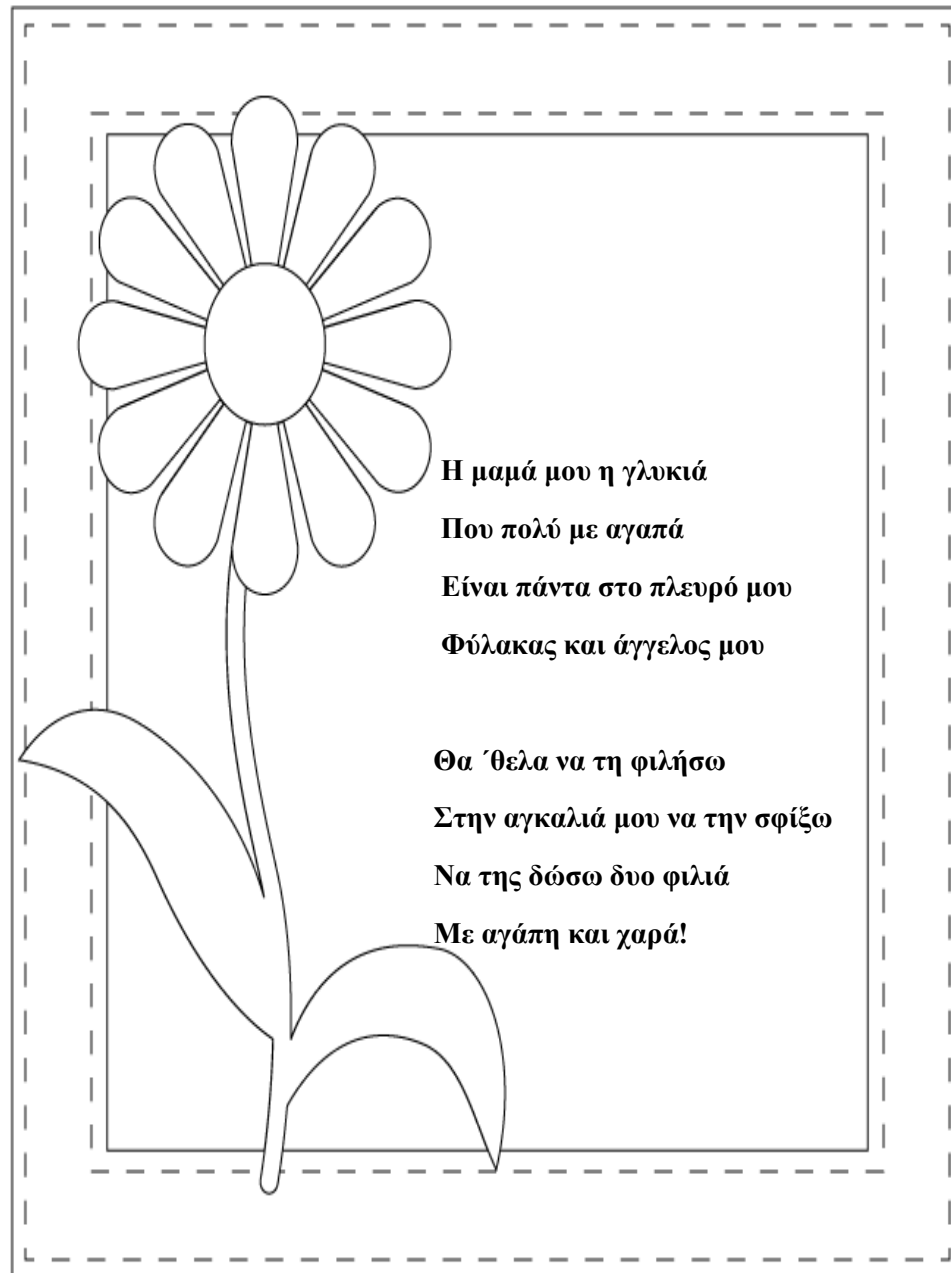 Η μαμά μου η γλυκιά
Που πολύ με αγαπά
Είναι πάντα στο πλευρό μου
Φύλακας και άγγελος μου
Θα ΄θελα να τη φιλήσω
Στην αγκαλιά μου να την σφίξω
Να της δώσω δυο φιλιά
Με αγάπη και χαρά!